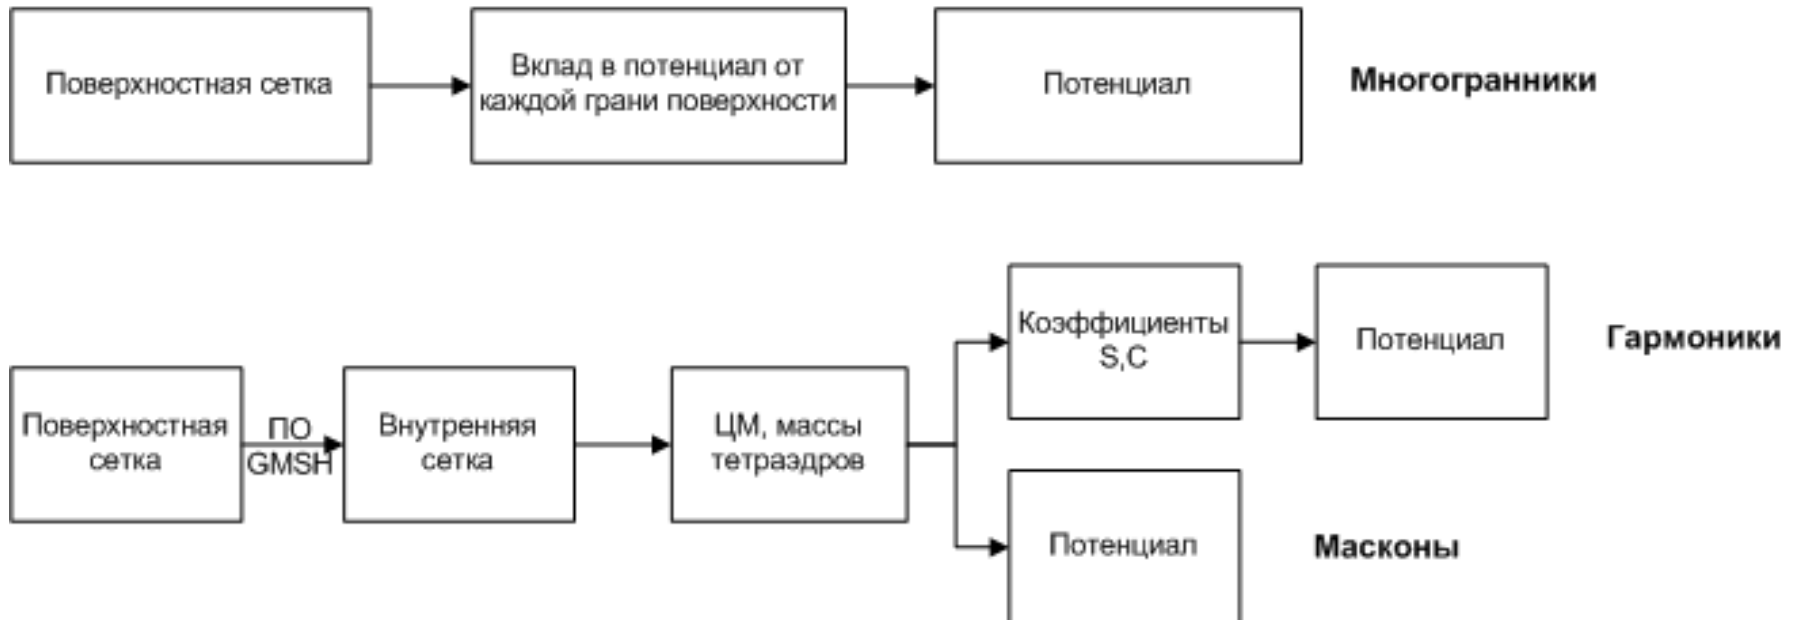 Поверхностная сетка
Вклад в потенциал от
каждой грани поверхности
Потенциал
Многогранники
Коэффициенты
S,C
Потенциал
Гармоники
Поверхностная
сетка
ПО
GMSH
Внутренняя
сетка
ЦМ, массы
тетраэдров
Потенциал
Масконы